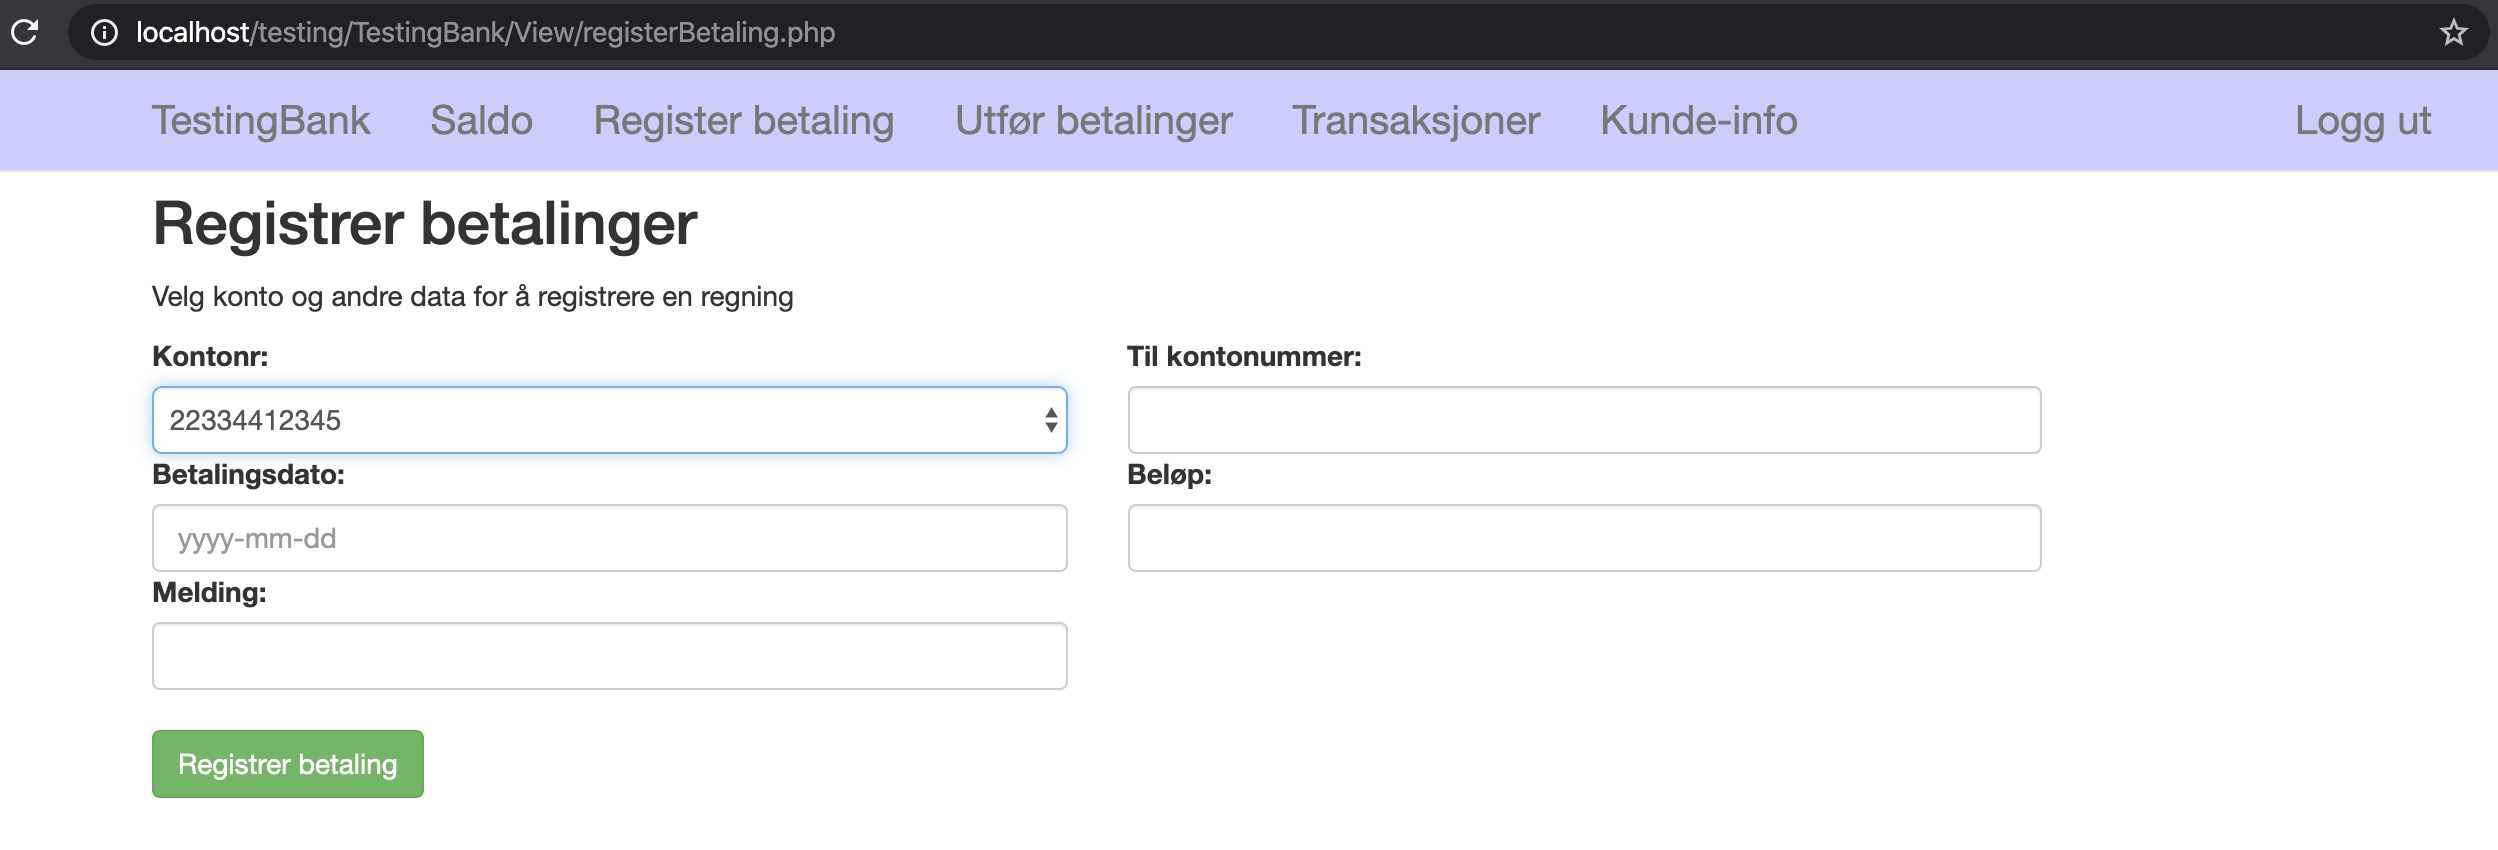 localhost/testing/TestingBank/View/registerBetaling.php
TestingBank Saldo Register betaling Utfør betalinger Transaksjoner Kunde-info Logg ut
Registrer betalinger
Velg konto og andre data for å registrere en regning
Kontonr: Til kontonummer:
22334412345
Betalingsdato: Beløp:
yyyy-mm-dd
Melding:
Registrer betaling